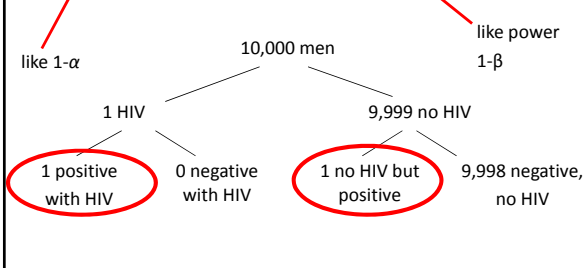 like power
1-β
like 1-α
10,000 men
1 HIV
9,999 no HIV
1 positive
with HIV
0 negative
with HIV
1 no HIV but
positive
9,998 negative,
no HIV